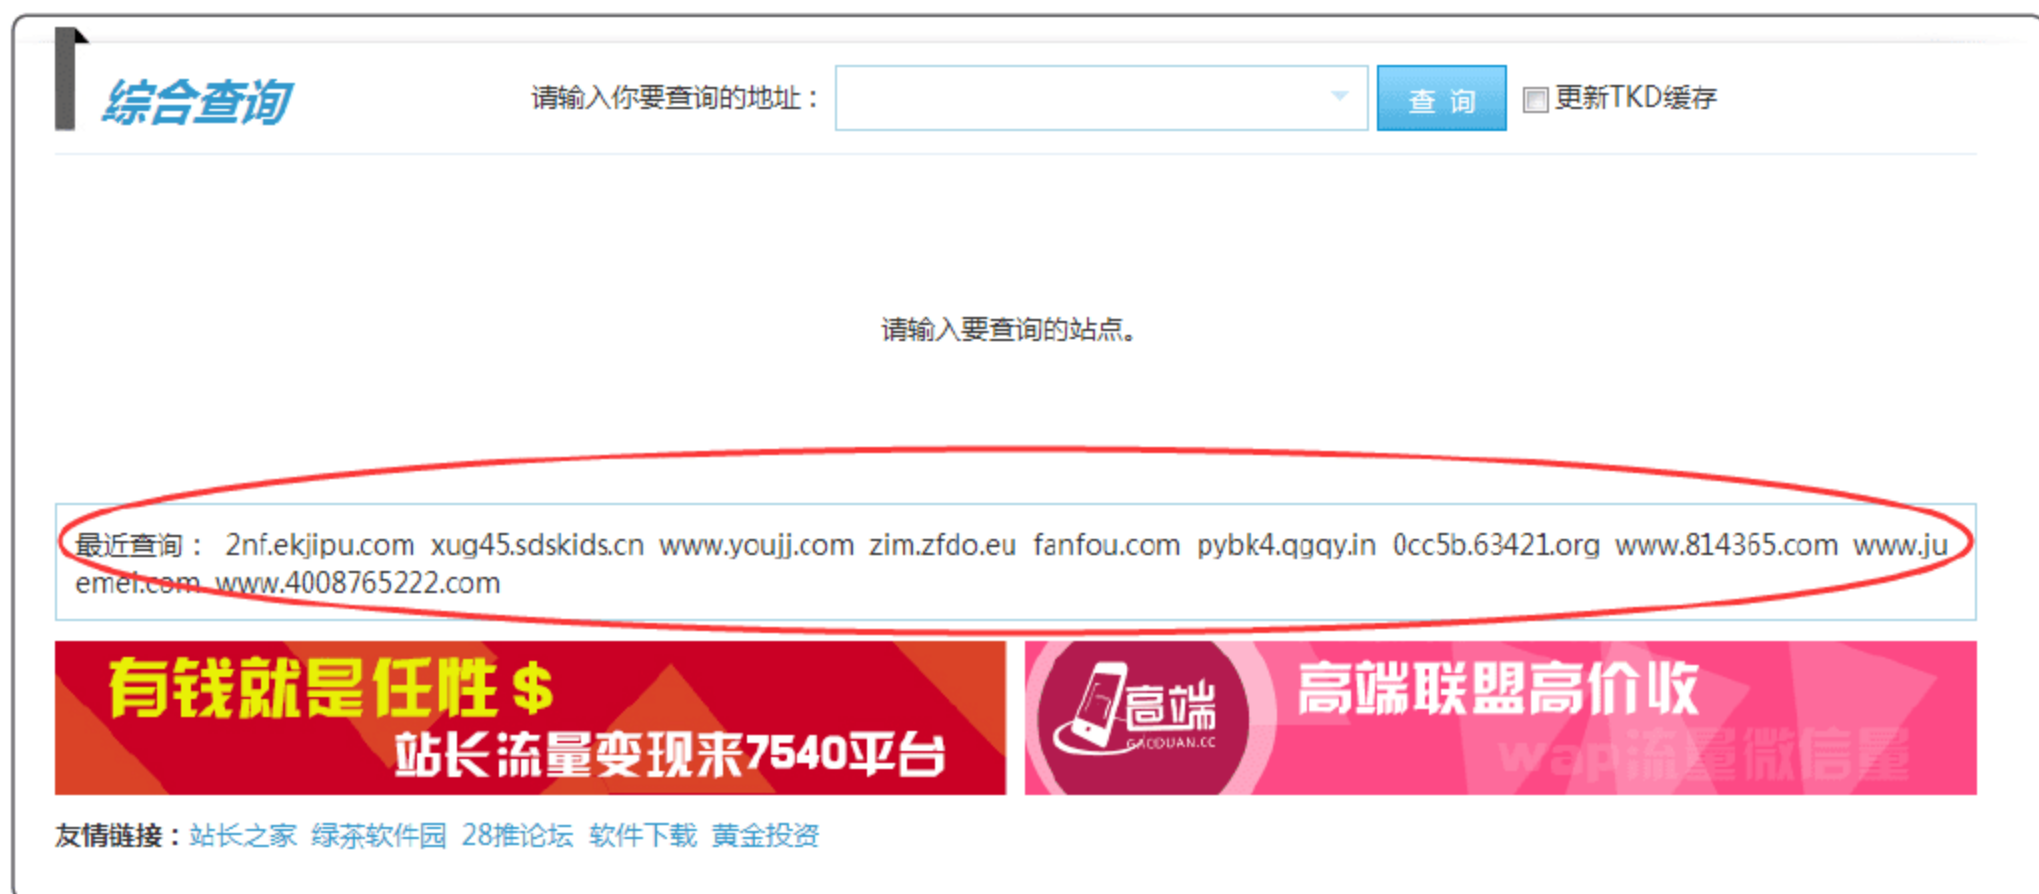 综合查询
请输入你要查询的地址：
查 询
更新TKD缓存
请输入要查询的站点。
最近查询： 2nf.ekjipu.com xug45.sdskids.cn www.youjj.com zim.zfdo.eu fanfou.com pybk4.qgqy.in 0cc5b.63421.org www.814365.com www.ju
emei.com www.4008765222.com
有钱就是任性$
站长流量变现来7540平台
高端
GAODUAN.CC
高端联盟高价收
wap流量微信量
友情链接：站长之家 绿茶软件园 28推论坛 软件下载 黄金投资